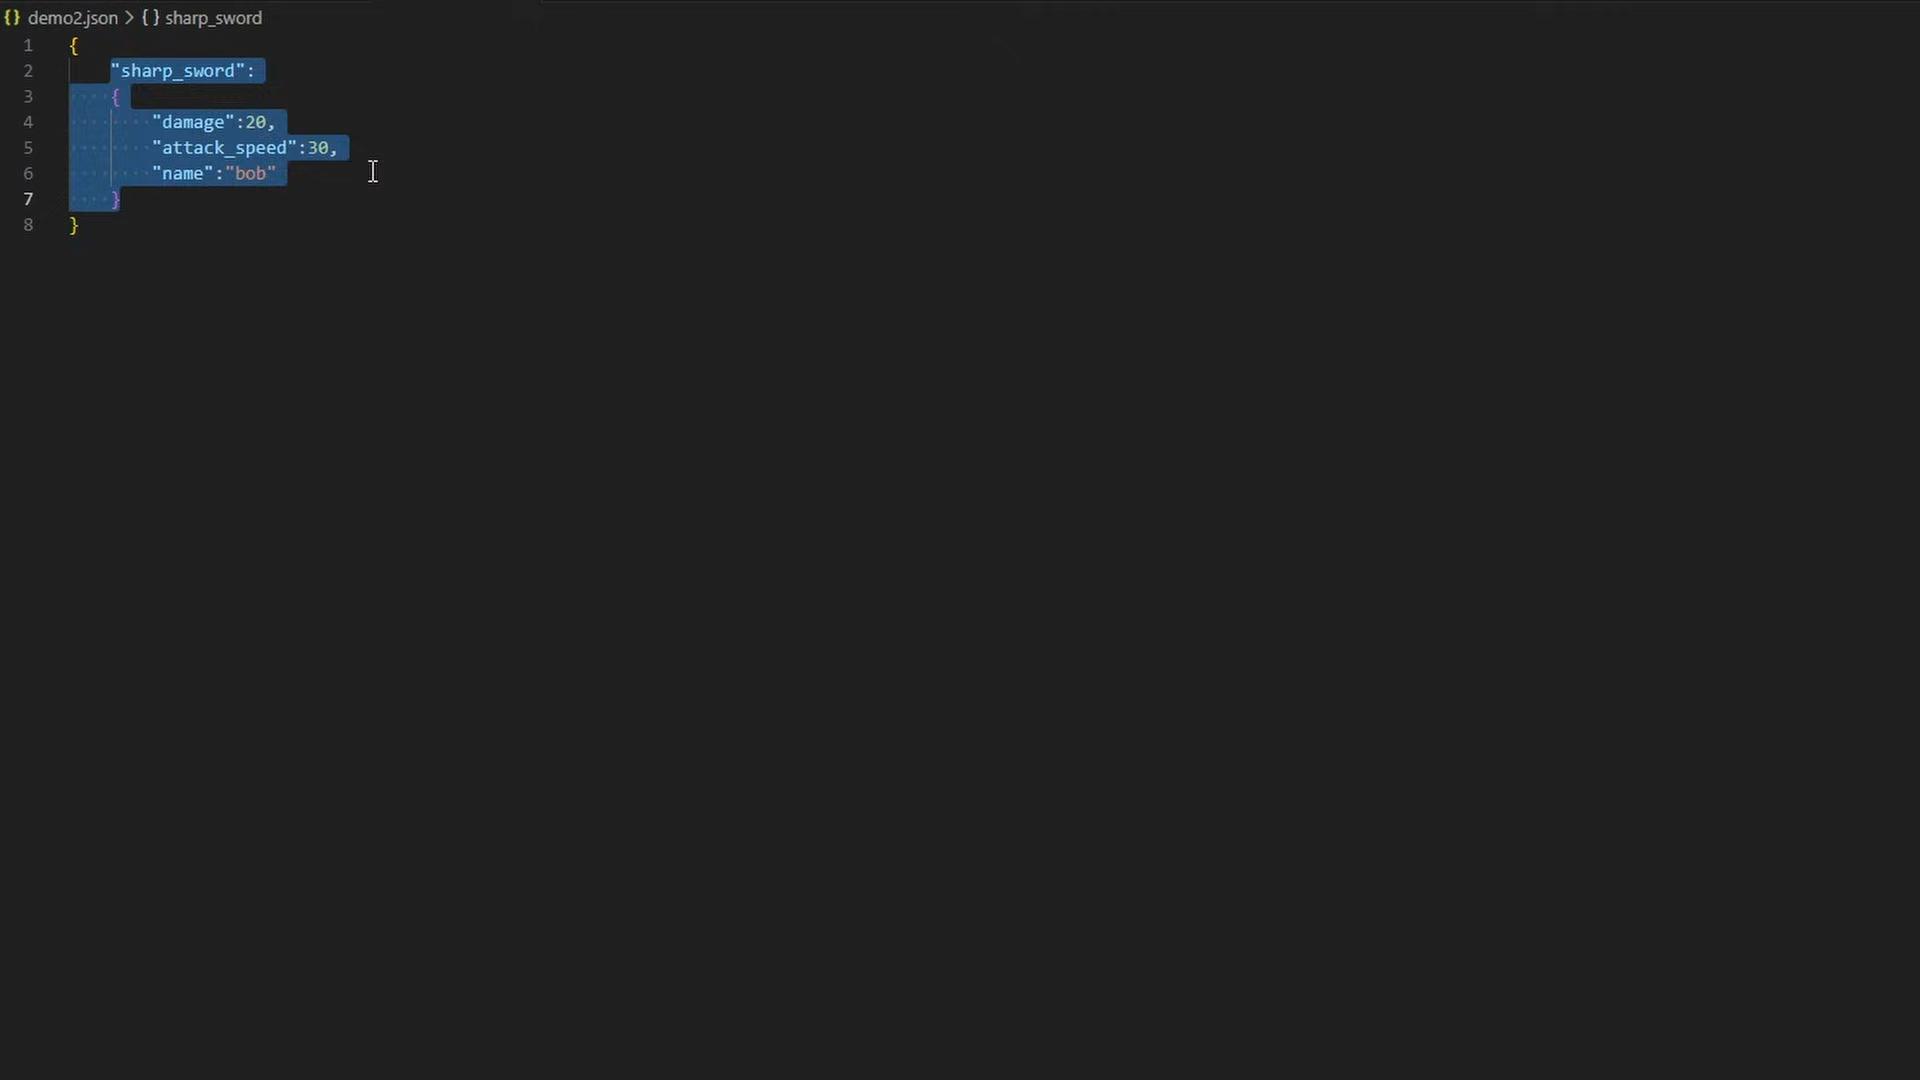 {} demo2.json > {} sharp_sword
1 {
2 "sharp_sword":
3 {
4 "damage":20,
5 "attack_speed":30,
6 "name":"bob"
7 }
8 }